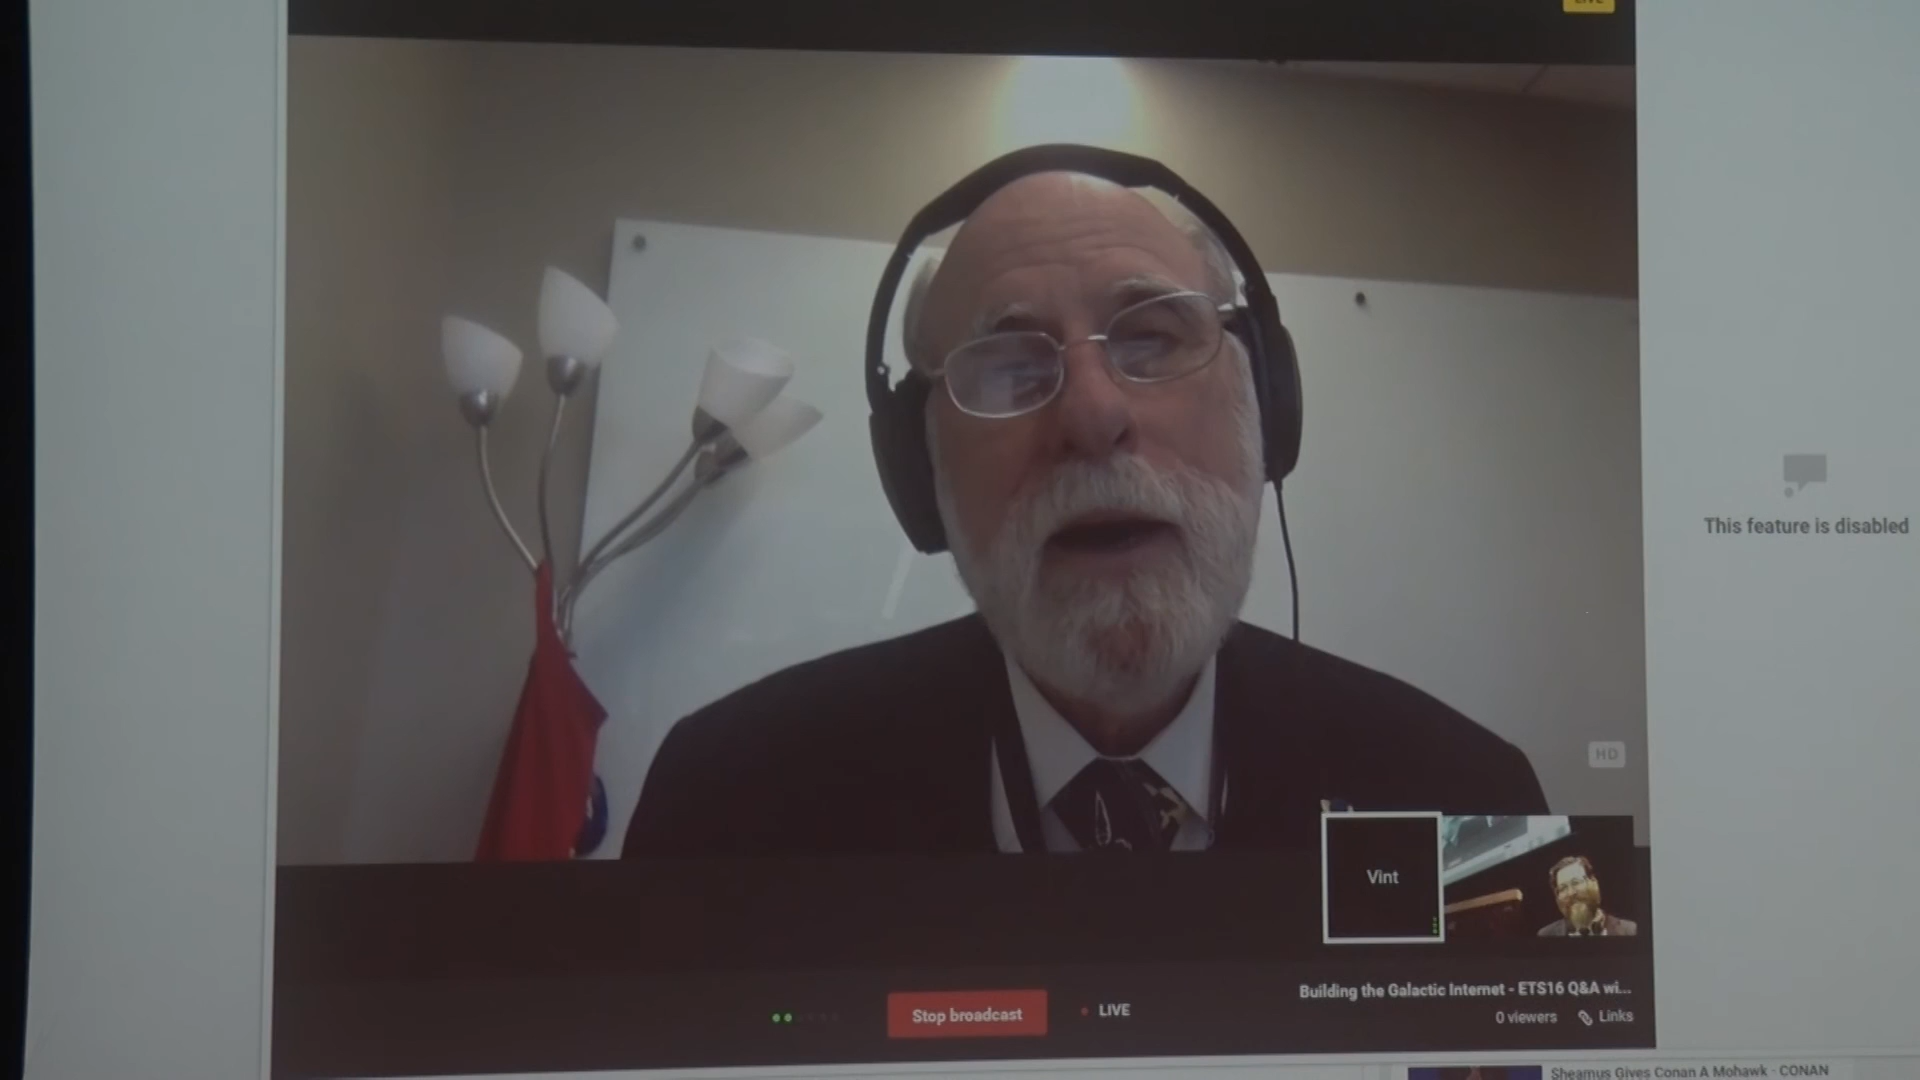 LIVE
This feature is disabled
HD
Vint
Building the Galactic Internet - ETS16 Q&A wi...
Stop broadcast
LIVE
0 viewers
Links
Sheamus Gives Conan A Mohawk - CONAN